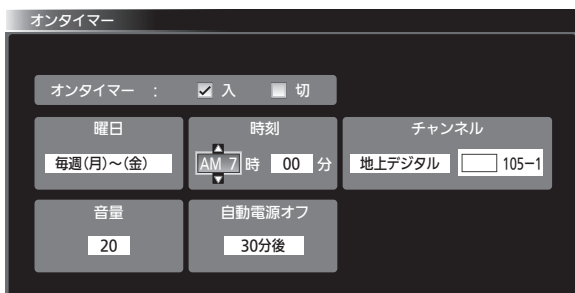 オンタイマー
オンタイマー : 入 切
曜日
毎週(月)~(金)
時刻
AM 7 時 00 分
チャンネル
地上デジタル 105-1
音量
20
自動電源オフ
30分後